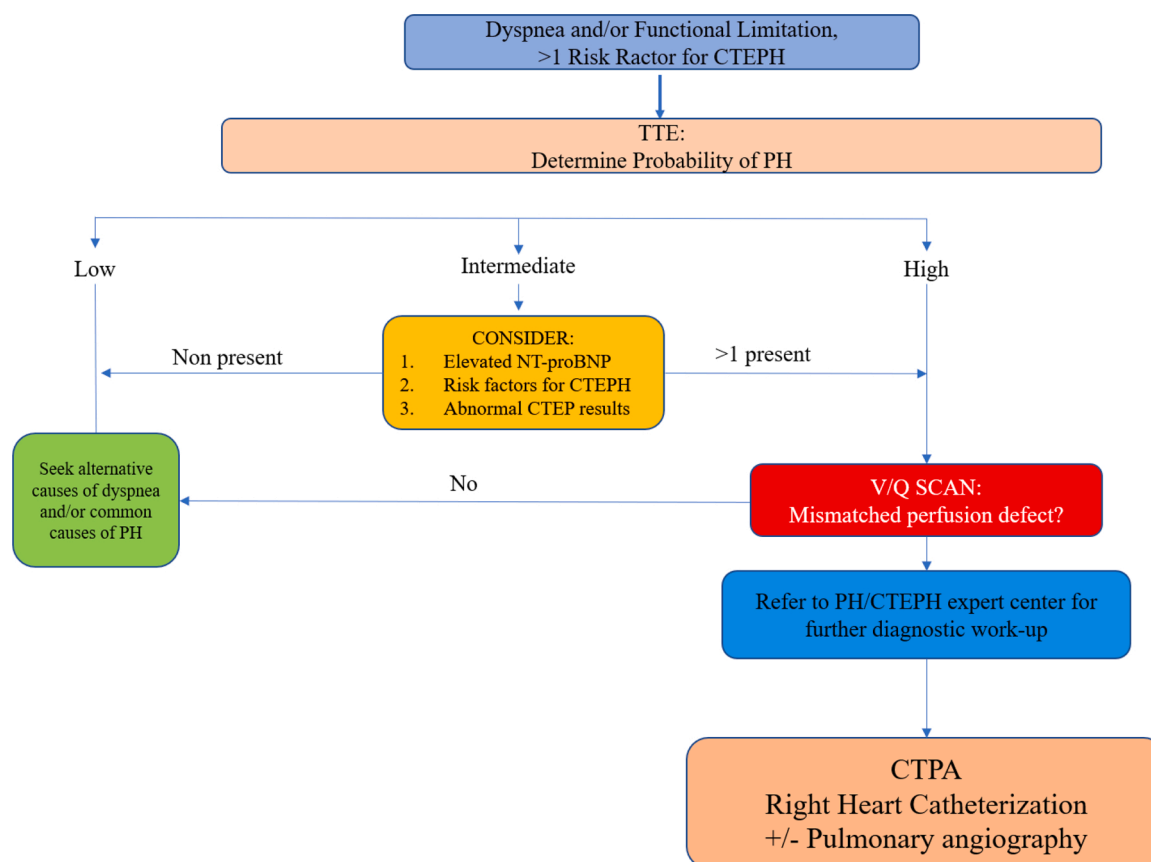 Dyspnea and/or Functional Limitation,
>1 Risk Ractor for CTEPH
TTE:
Determine Probability of PH
Low
Intermediate
High
CONSIDER:
1. Elevated NT-proBNP
2. Risk factors for CTEPH
3. Abnormal CTEP results
Non present
>1 present
Seek alternative
causes of dyspnea
and/or common
causes of PH
No
V/Q SCAN:
Mismatched perfusion defect?
Refer to PH/CTEPH expert center for
further diagnostic work-up
CTPA
Right Heart Catheterization
+/- Pulmonary angiography